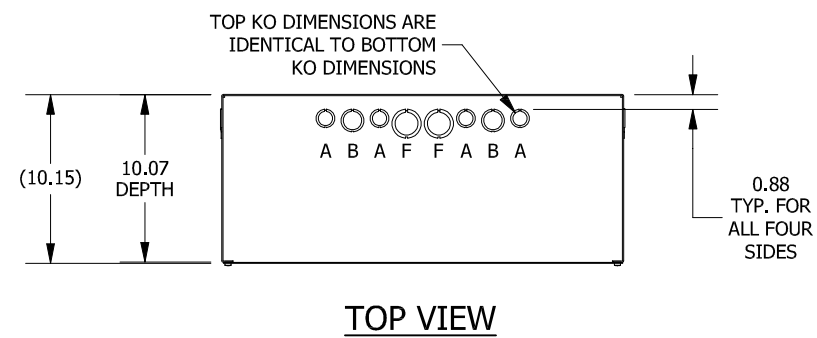 TOP KO DIMENSIONS ARE
IDENTICAL TO BOTTOM
KO DIMENSIONS
A B A F F A B A
(10.15)
10.07
DEPTH
0.88
TYP. FOR
ALL FOUR
SIDES
TOP VIEW